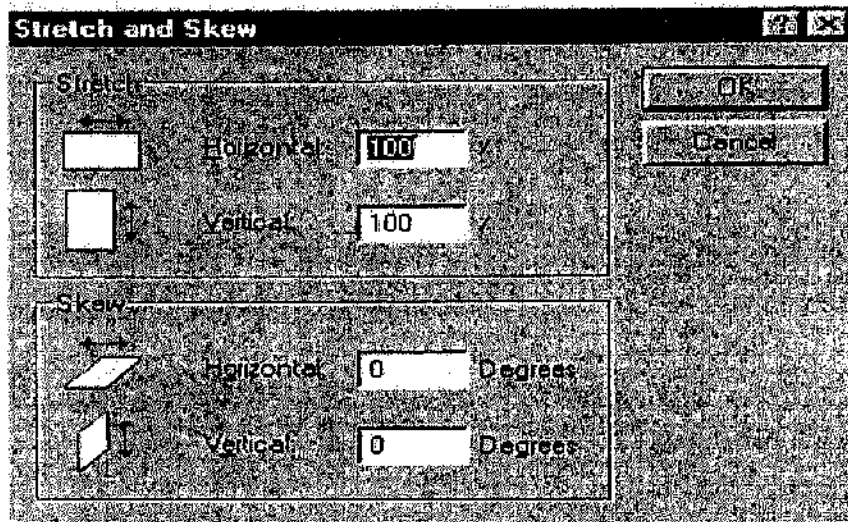 Stretch and Skew
Stretch
Horizontal: 100 %
Vertical: 100 %
OK
Cancel
Skew
Horizontal: 0 Degrees
Vertical: 0 Degrees